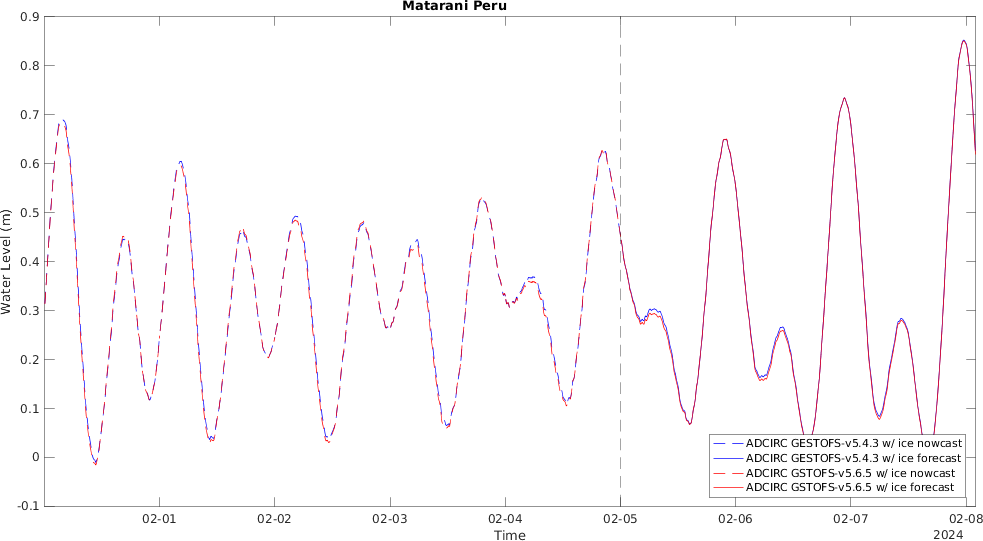 Matarani Peru
0.9
0.8
0.7
0.6
0.5
0.4
0.3
0.2
0.1
0
-0.1
Water Level (m)
02-01
02-02
02-03
02-04
02-05
02-06
02-07
02-08
2024
Time
ADCIRC GESTOFS-v5.4.3 w/ ice nowcast
ADCIRC GESTOFS-v5.4.3 w/ ice forecast
ADCIRC GSTOFS-v5.6.5 w/ ice nowcast
ADCIRC GSTOFS-v5.6.5 w/ ice forecast